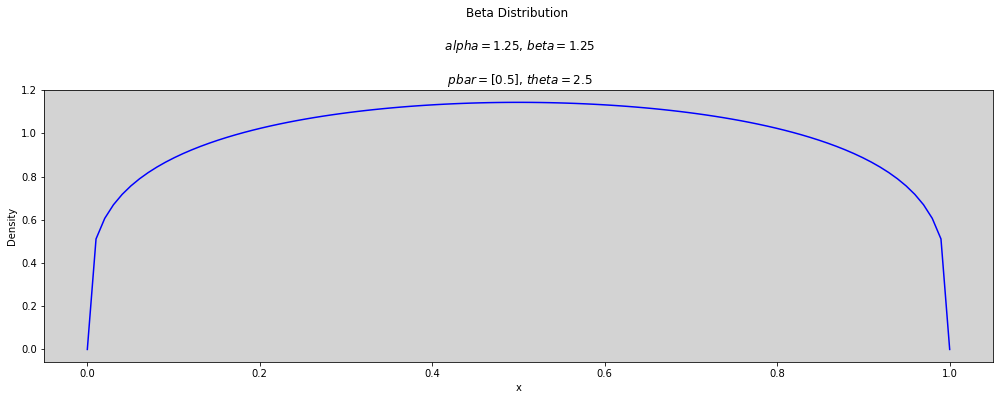 Beta Distribution
alpha = 1.25, beta = 1.25
pbar = [0.5], theta = 2.5
1.2
1.0
0.8
0.6
0.4
0.2
0.0
Density
0.0 0.2 0.4 0.6 0.8 1.0
x